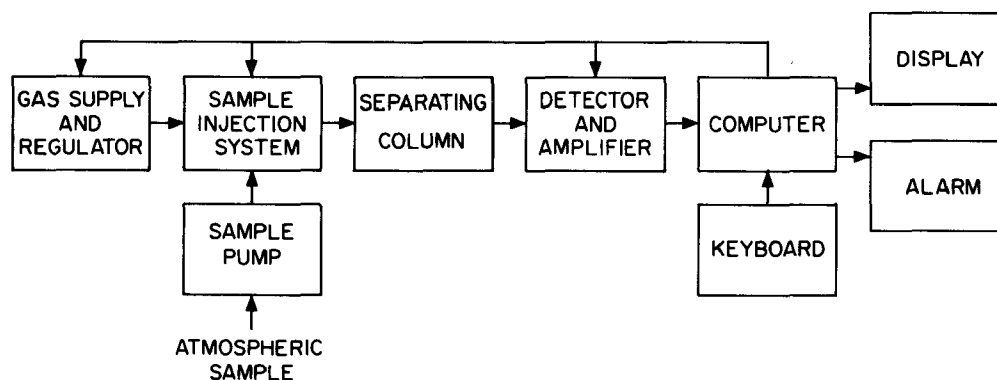 GAS SUPPLY
AND
REGULATOR
SAMPLE
INJECTION
SYSTEM
SEPARATING
COLUMN
DETECTOR
AND
AMPLIFIER
COMPUTER
DISPLAY
ALARM
SAMPLE
PUMP
KEYBOARD
ATMOSPHERIC
SAMPLE